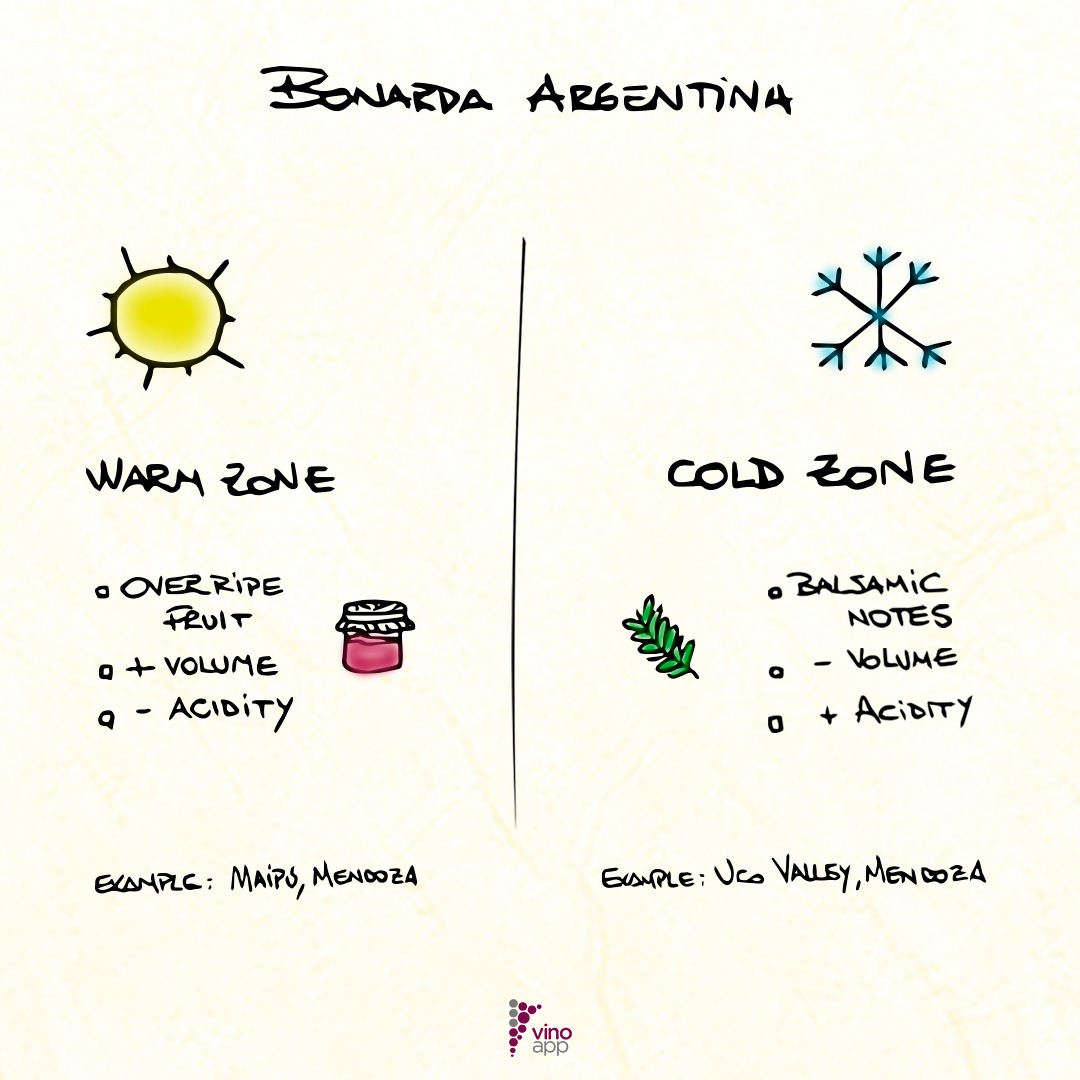 BONARDA ARGENTINA
WARM ZONE
OVERRIPE
FRUIT
+ VOLUME
- ACIDITY
EXAMPLE: MAIPÚ, MENDOZA
COLD ZONE
BALSAMIC
NOTES
- VOLUME
+ ACIDITY
EXAMPLE: UCO VALLEY, MENDOZA
vino
app